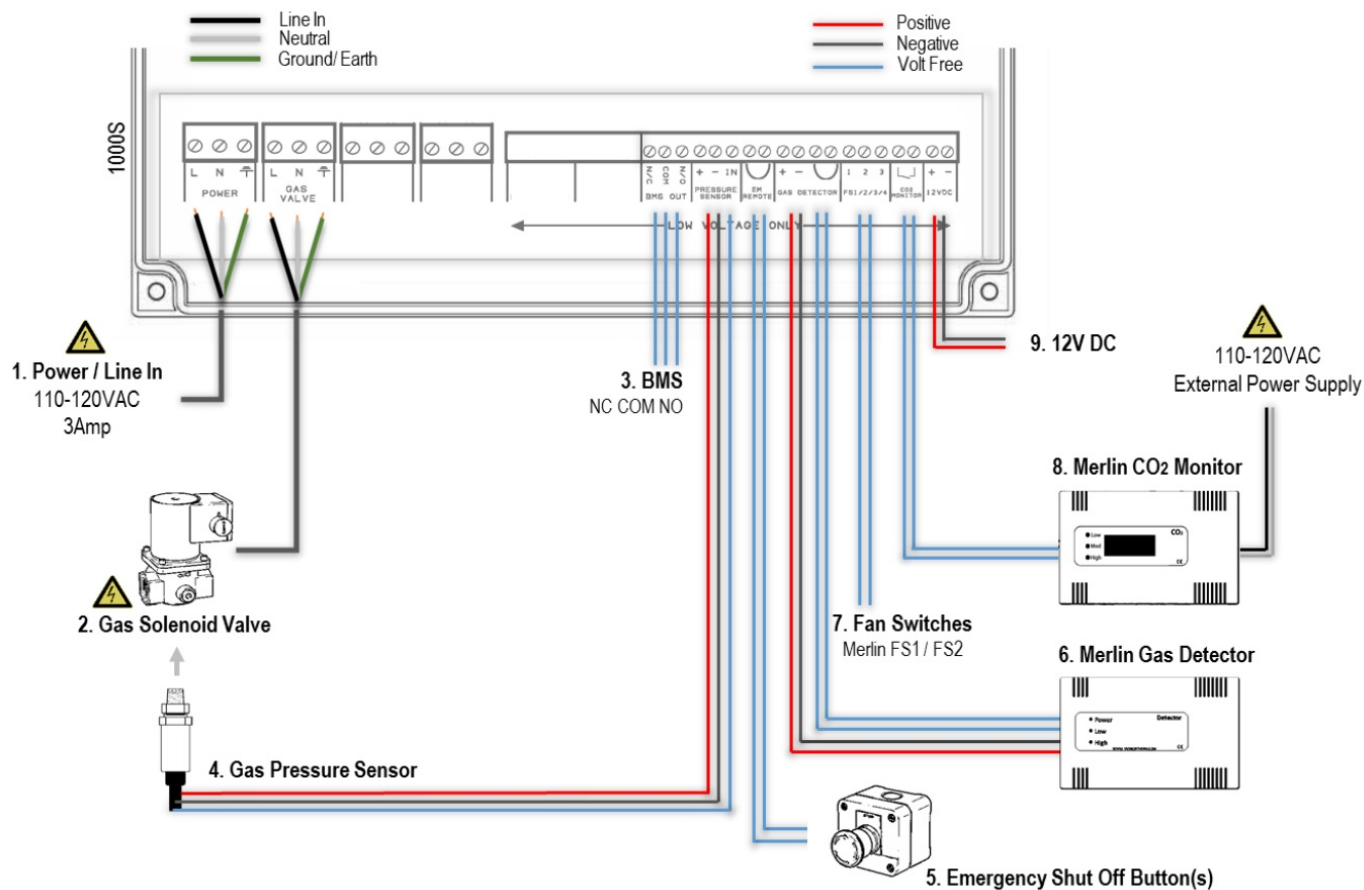 Line In
Neutral
Ground/ Earth
Positive
Negative
Volt Free
1000S
L N
POWER
L N
GAS
VALVE
N/C COM N/O
BMS OUT
+ - IN
PRESSURE
SENSOR
EM
REMOTE
+ -
GAS DETECTOR
1 2 3
FS1/2/3/4
CO2
MONITOR
+ -
12VDC
LOW VOLTAGE ONLY
1. Power / Line In
110-120VAC
3Amp
2. Gas Solenoid Valve
3. BMS
NC COM NO
4. Gas Pressure Sensor
5. Emergency Shut Off Button(s)
9. 12V DC
110-120VAC
External Power Supply
8. Merlin CO2 Monitor
Low
Med
High
CO2
CE
7. Fan Switches
Merlin FS1 / FS2
6. Merlin Gas Detector
Power
Low
High
Detector
CE